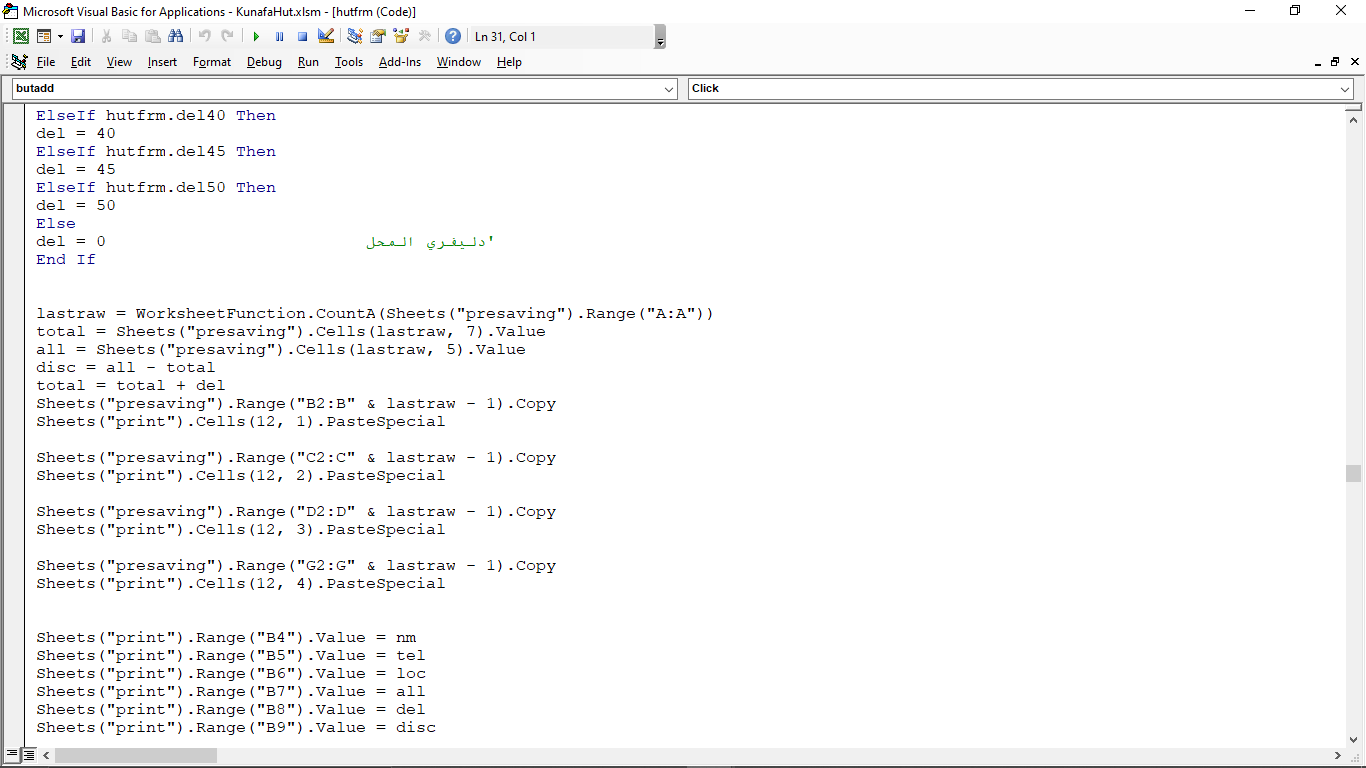 Microsoft Visual Basic for Applications - KunafaHut.xlsm - [hutfrm (Code)]
Ln 31, Col 1
File Edit View Insert Format Debug Run Tools Add-Ins Window Help
butadd Click
ElseIf hutfrm.del40 Then
del = 40
ElseIf hutfrm.del45 Then
del = 45
ElseIf hutfrm.del50 Then
del = 50
Else
del = 0 'دليفري المحل
End If
lastraw = WorksheetFunction.CountA(Sheets("presaving").Range("A:A"))
total = Sheets("presaving").Cells(lastraw, 7).Value
all = Sheets("presaving").Cells(lastraw, 5).Value
disc = all - total
total = total + del
Sheets("presaving").Range("B2:B" & lastraw - 1).Copy
Sheets("print").Cells(12, 1).PasteSpecial
Sheets("presaving").Range("C2:C" & lastraw - 1).Copy
Sheets("print").Cells(12, 2).PasteSpecial
Sheets("presaving").Range("D2:D" & lastraw - 1).Copy
Sheets("print").Cells(12, 3).PasteSpecial
Sheets("presaving").Range("G2:G" & lastraw - 1).Copy
Sheets("print").Cells(12, 4).PasteSpecial
Sheets("print").Range("B4").Value = nm
Sheets("print").Range("B5").Value = tel
Sheets("print").Range("B6").Value = loc
Sheets("print").Range("B7").Value = all
Sheets("print").Range("B8").Value = del
Sheets("print").Range("B9").Value = disc